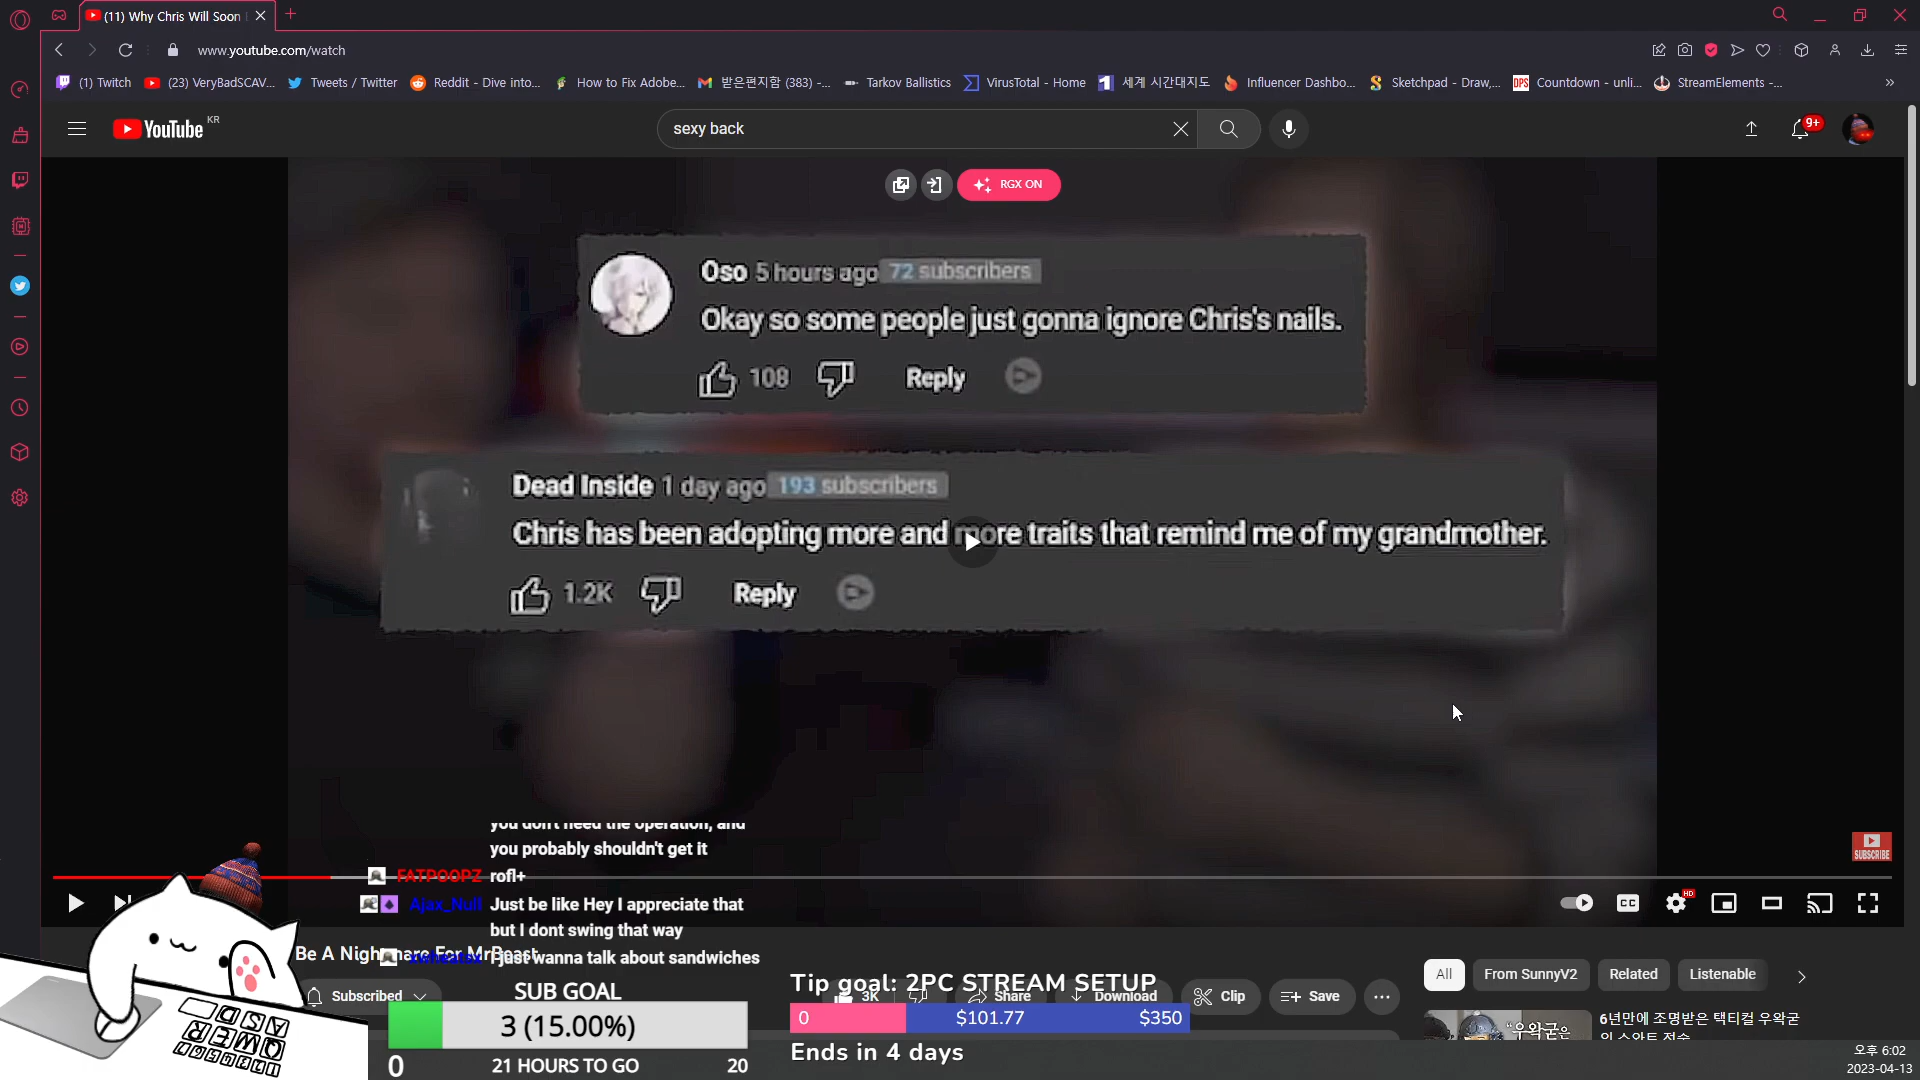 (11) Why Chris Will Soon
www.youtube.com/watch
(1) Twitch
(23) VeryBadSCAV...
Tweets / Twitter
Reddit - Dive into...
How to Fix Adobe...
받은편지함 (383) -...
Tarkov Ballistics
VirusTotal - Home
세계 시간대지도
Influencer Dashbo...
Sketchpad - Draw,...
Countdown - unli...
StreamElements -...
YouTube KR
sexy back
9+
RGX ON
Oso 5 hours ago 72 subscribers
Okay so some people just gonna ignore Chris's nails.
108 Reply
Dead Inside 1 day ago 193 subscribers
Chris has been adopting more and more traits that remind me of my grandmother.
1.2K Reply
SUBSCRIBE
you don't need the operation, and
you probably shouldn't get it
FATPOOPZ rofl+
Ajax_Null Just be like Hey I appreciate that
but I dont swing that way
I just wanna talk about sandwiches
CC
HD
Be A Nightmare For MrBeast
Subscribed
3K
Share
Download
Clip
Save
All
From SunnyV2
Related
Listenable
SUB GOAL
3 (15.00%)
0
21 HOURS TO GO
20
Tip goal: 2PC STREAM SETUP
0
$101.77
$350
Ends in 4 days
6년만에 조명받은 택티컬 우왁굳
오후 6:02
2023-04-13